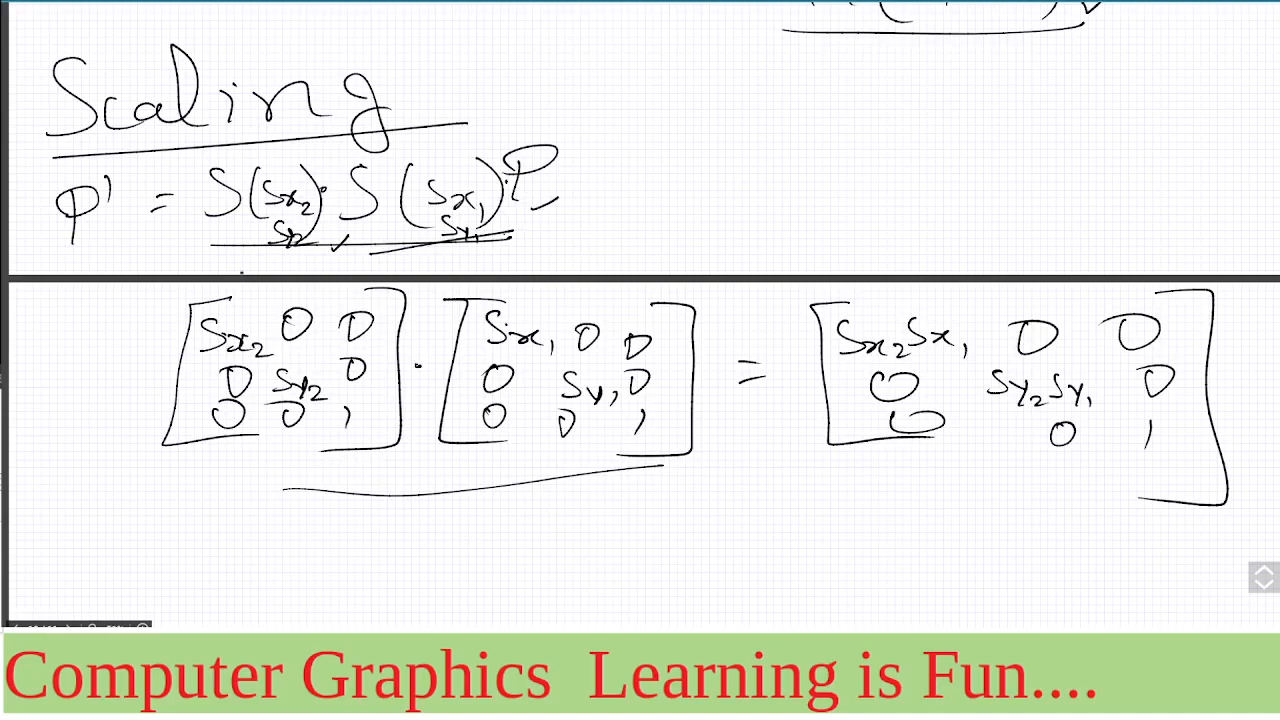 Scaling
P' = S(Sx₂, Sy₂) · S(Sx₁, Sy₁) · P
[Sx₂ 0 0] · [Sx₁ 0 0] = [Sx₂Sx₁ 0 0]
[0 Sy₂ 0] [0 Sy₁ 0] [0 Sy₂Sy₁ 0]
[0 0 1] [0 0 1] [0 0 1]
Computer Graphics Learning is Fun....